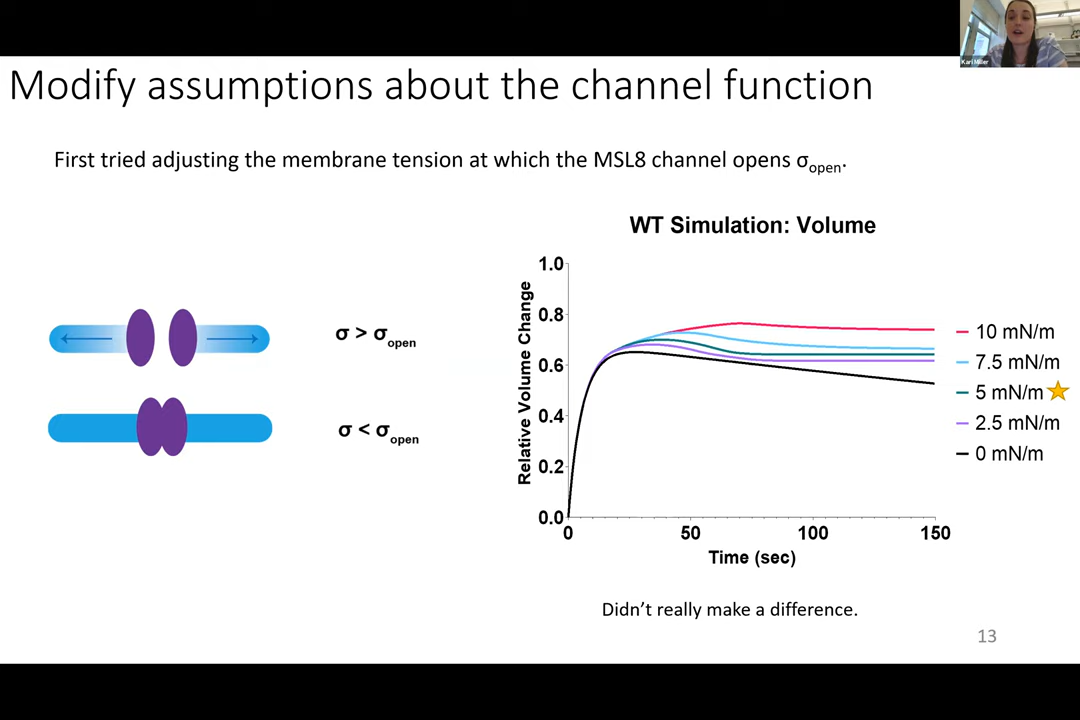 Kari Miller
Modify assumptions about the channel function
First tried adjusting the membrane tension at which the MSL8 channel opens σopen.
σ > σopen
σ < σopen
WT Simulation: Volume
Relative Volume Change
1.0
0.8
0.6
0.4
0.2
0.0
0 50 100 150
Time (sec)
10 mN/m
7.5 mN/m
5 mN/m
2.5 mN/m
0 mN/m
Didn't really make a difference.
13